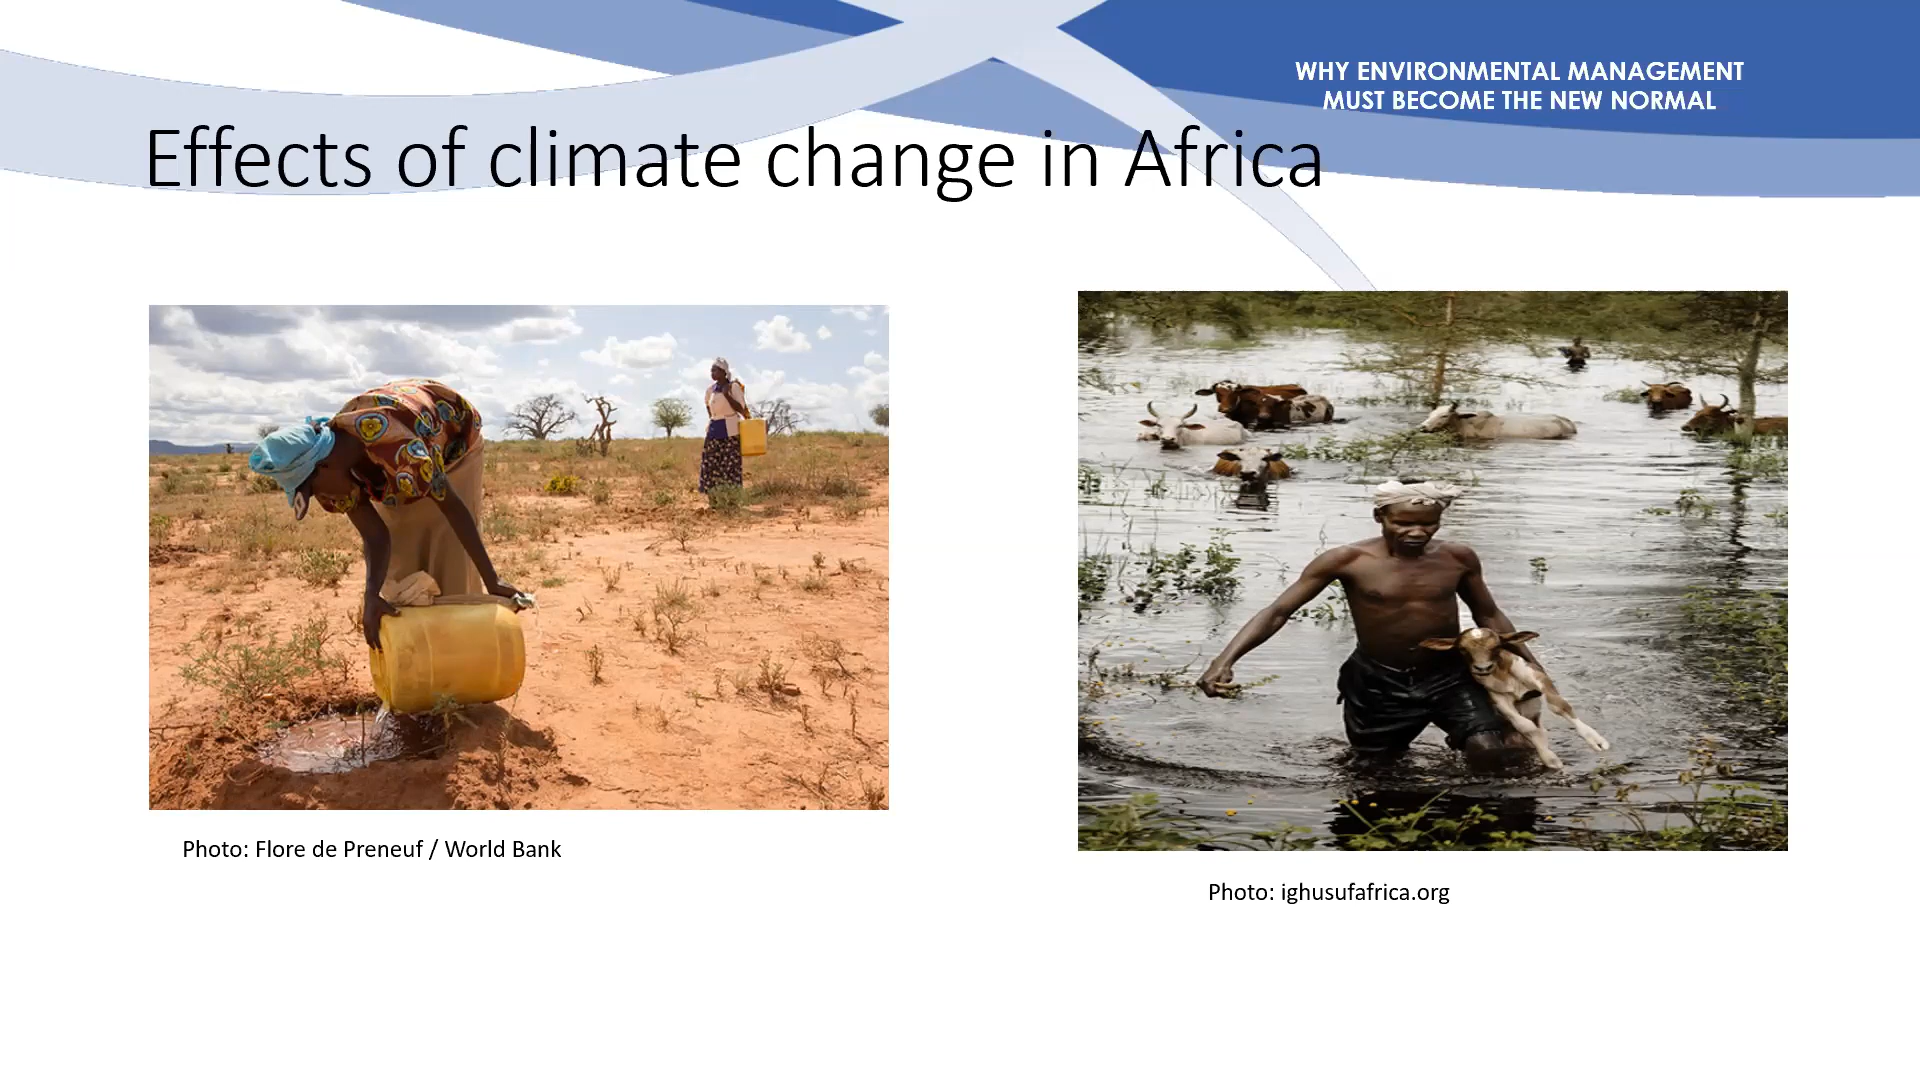 WHY ENVIRONMENTAL MANAGEMENT
MUST BECOME THE NEW NORMAL
Effects of climate change in Africa
Photo: Flore de Preneuf / World Bank
Photo: ighusufafrica.org